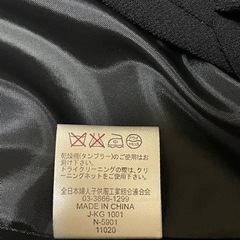 乾燥機(タンブラー)のご使用はお
避け下さい。
ドライクリーニングの際は、クリ
ーニングネットをご使用下さい。
全日本婦人子供服工業組合連合会
03-3866-1299
MADE IN CHINA
J-KG 1001
N-5901
11020